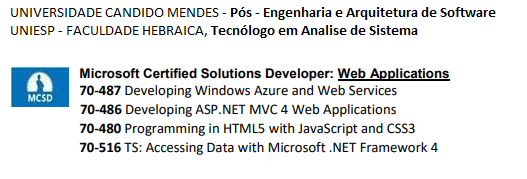 UNIVERSIDADE CANDIDO MENDES - Pós - Engenharia e Arquitetura de Software
UNIESP - FACULDADE HEBRAICA, Tecnólogo em Analise de Sistema
Microsoft Certified Solutions Developer: Web Applications
MCSD
70-487 Developing Windows Azure and Web Services
70-486 Developing ASP.NET MVC 4 Web Applications
70-480 Programming in HTML5 with JavaScript and CSS3
70-516 TS: Accessing Data with Microsoft .NET Framework 4